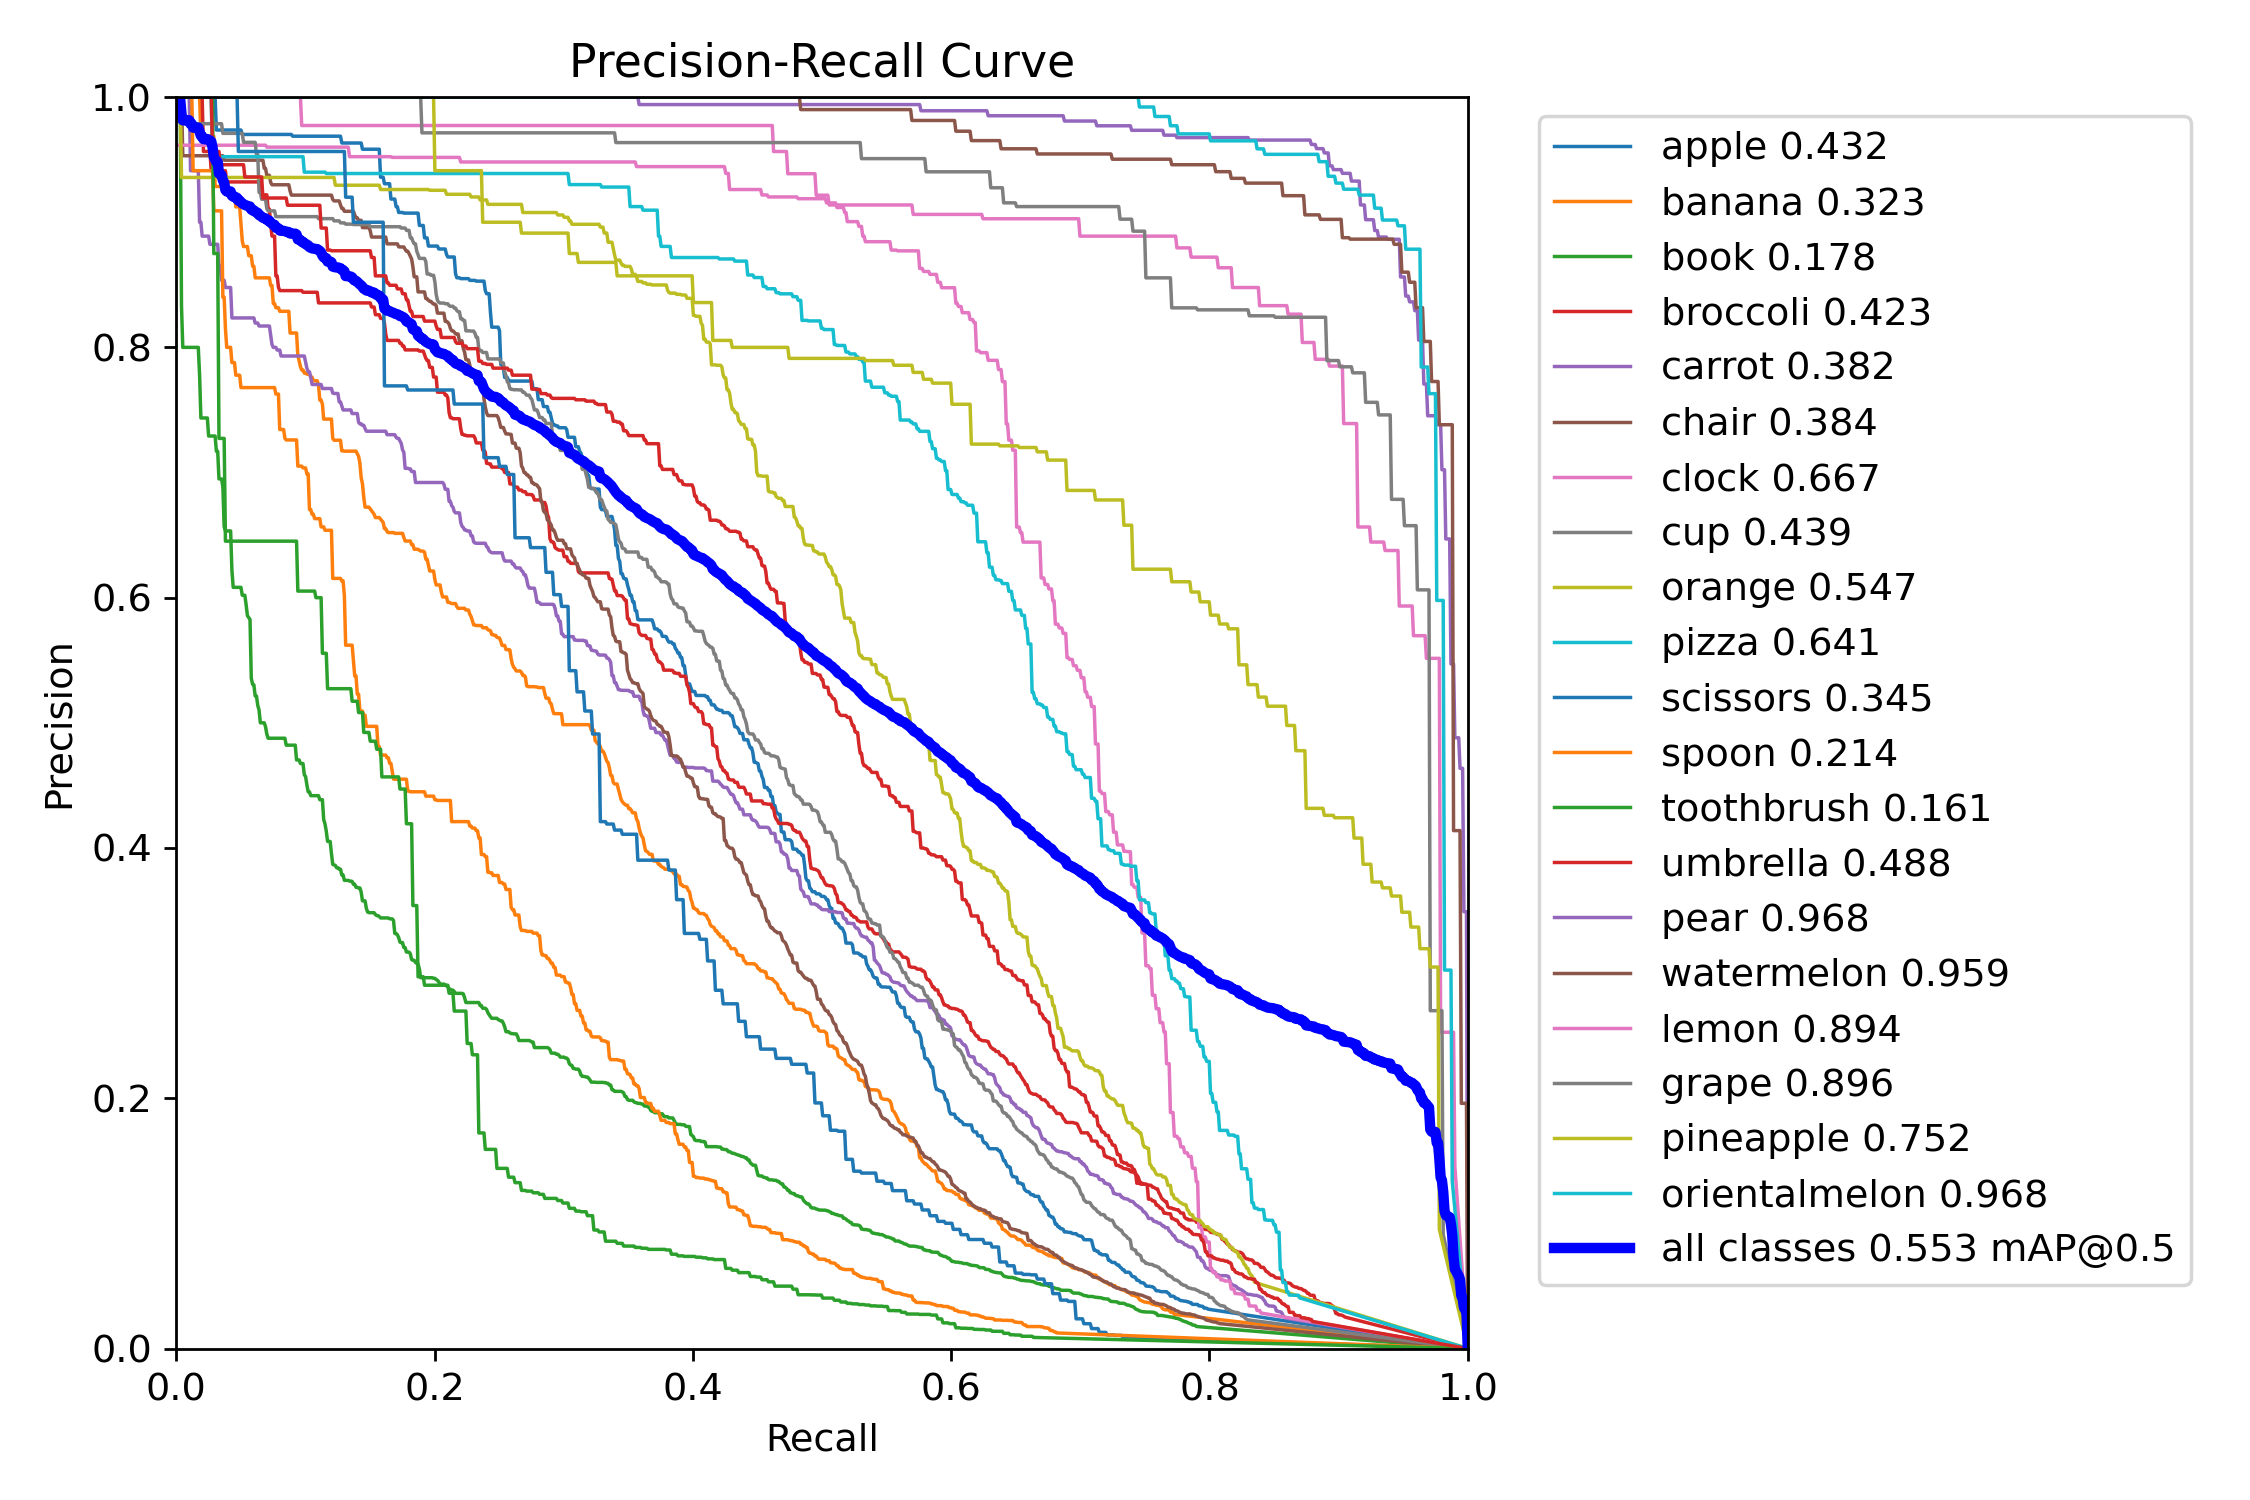 Precision-Recall Curve
1.0
0.8
0.6
0.4
0.2
0.0
Precision
0.0 0.2 0.4 0.6 0.8 1.0
Recall
apple 0.432
banana 0.323
book 0.178
broccoli 0.423
carrot 0.382
chair 0.384
clock 0.667
cup 0.439
orange 0.547
pizza 0.641
scissors 0.345
spoon 0.214
toothbrush 0.161
umbrella 0.488
pear 0.968
watermelon 0.959
lemon 0.894
grape 0.896
pineapple 0.752
orientalmelon 0.968
all classes 0.553 mAP@0.5